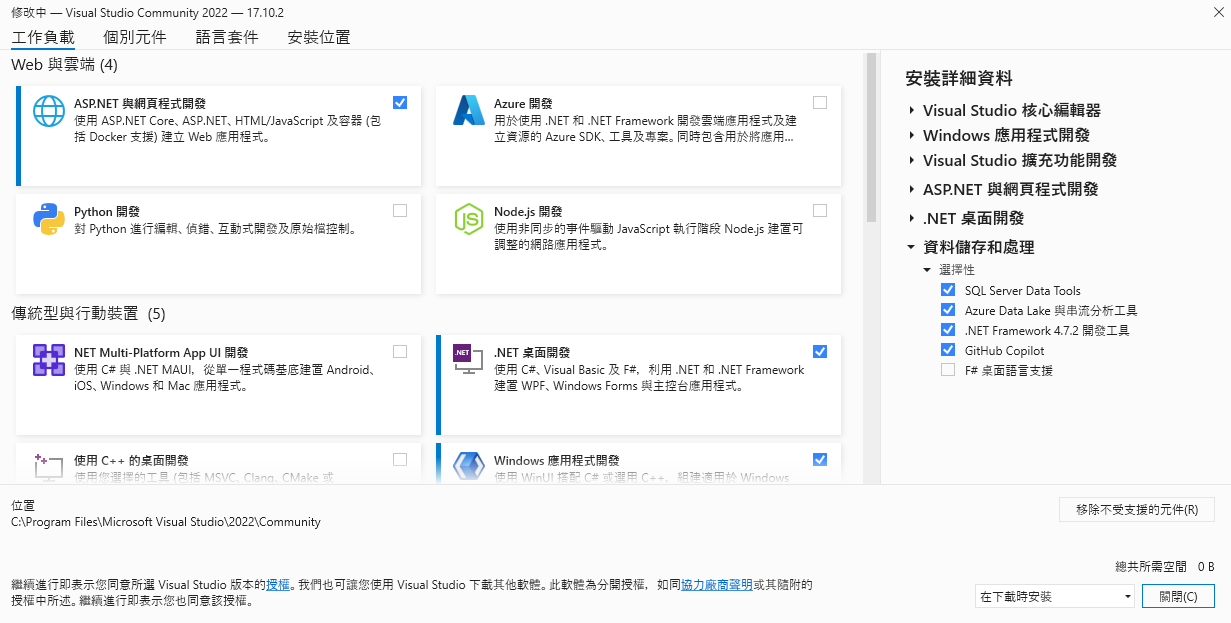 修改中 — Visual Studio Community 2022 — 17.10.2
工作負載 個別元件 語言套件 安裝位置
Web 與雲端 (4)
ASP.NET 與網頁程式開發
使用 ASP.NET Core、ASP.NET、HTML/JavaScript 及容器 (包
括 Docker 支援) 建立 Web 應用程式。
Azure 開發
用於使用 .NET 和 .NET Framework 開發雲端應用程式及建
立資源的 Azure SDK、工具及專案。同時包含用於將應用...
Python 開發
對 Python 進行編輯、偵錯、互動式開發及原始檔控制。
JS
Node.js 開發
使用非同步的事件驅動 JavaScript 執行階段 Node.js 建置可
調整的網路應用程式。
傳統型與行動裝置 (5)
NET Multi-Platform App UI 開發
使用 C# 與 .NET MAUI，從單一程式碼基底建置 Android、
iOS、Windows 和 Mac 應用程式。
.NET
.NET 桌面開發
使用 C#、Visual Basic 及 F#，利用 .NET 和 .NET Framework
建置 WPF、Windows Forms 與主控台應用程式。
使用 C++ 的桌面開發
使用您選擇的工具 (包括 MSVC、Clang、CMake 或
Windows 應用程式開發
使用 WinUI 搭配 C# 或選用 C++，組建適用於 Windows
安裝詳細資料
Visual Studio 核心編輯器
Windows 應用程式開發
Visual Studio 擴充功能開發
ASP.NET 與網頁程式開發
.NET 桌面開發
資料儲存和處理
選擇性
SQL Server Data Tools
Azure Data Lake 與串流分析工具
.NET Framework 4.7.2 開發工具
GitHub Copilot
F# 桌面語言支援
位置
C:\Program Files\Microsoft Visual Studio\2022\Community
移除不受支援的元件(R)
總共所需空間 0 B
繼續進行即表示您同意所選 Visual Studio 版本的授權。我們也可讓您使用 Visual Studio 下載其他軟體。此軟體為分開授權，如同協力廠商聲明或其隨附的
授權中所述。繼續進行即表示您也同意該授權。
在下載時安裝
關閉(C)